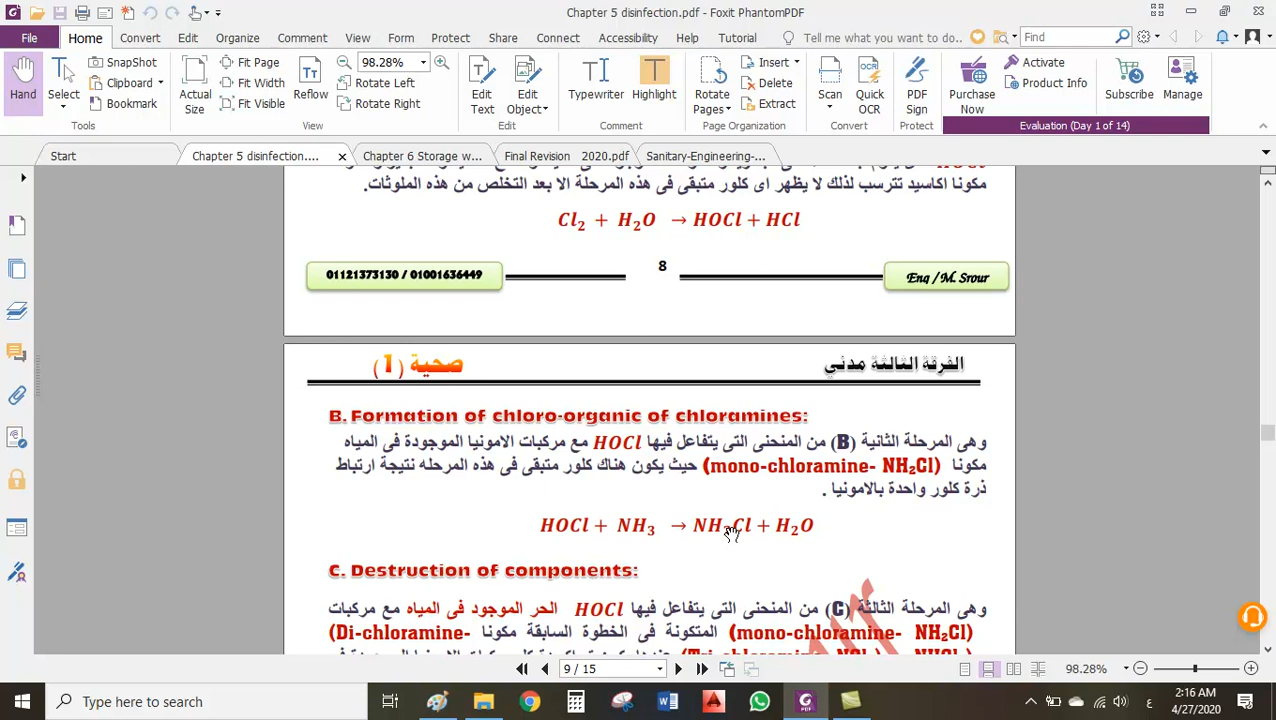 Chapter 5 disinfection.pdf - Foxit PhantomPDF
File Home Convert Edit Organize Comment View Form Protect Share Connect Accessibility Help Tutorial Tell me what you want to do.. Find
Hand
Select
SnapShot
Clipboard
Bookmark
Tools
Actual Size
Fit Page
Fit Width
Fit Visible
Reflow
98.28%
Rotate Left
Rotate Right
View
Edit Text
Edit Object
Edit
Typewriter
Highlight
Comment
Rotate Pages
Insert
Delete
Extract
Page Organization
Scan
Quick OCR
Convert
PDF Sign
Protect
Purchase Now
Activate
Product Info
Subscribe
Manage
Evaluation (Day 1 of 14)
Start
Chapter 5 disinfection....
Chapter 6 Storage w...
Final Revision 2020.pdf
Sanitary-Engineering-...
مكونا اكاسيد تترسب لذلك لا يظهر اى كلور متبقى فى هذه المرحلة الا بعد التخلص من هذه الملوثات.
Cl₂ + H₂O → HOCl + HCl
01121373130 / 01001636449
8
Enq / M. Srour
الفرقة الثالثة مدني
صحية (1)
B. Formation of chloro-organic of chloramines:
وهى المرحلة الثانية (B) من المنحنى التى يتفاعل فيها HOCl مع مركبات الامونيا الموجودة فى المياه
مكونا (mono-chloramine- NH₂Cl) حيث يكون هناك كلور متبقى فى هذه المرحله نتيجة ارتباط
ذرة كلور واحدة بالامونيا .
HOCl + NH₃ → NH₂Cl + H₂O
C. Destruction of components:
وهى المرحلة الثالثة (C) من المنحنى التى يتفاعل فيها HOCl الحر الموجود فى المياه مع مركبات
(mono-chloramine- NH₂Cl) المتكونة فى الخطوة السابقة مكونا (Di-chloramine-
9 / 15
98.28%
Type here to search
ع
2:16 AM
4/27/2020